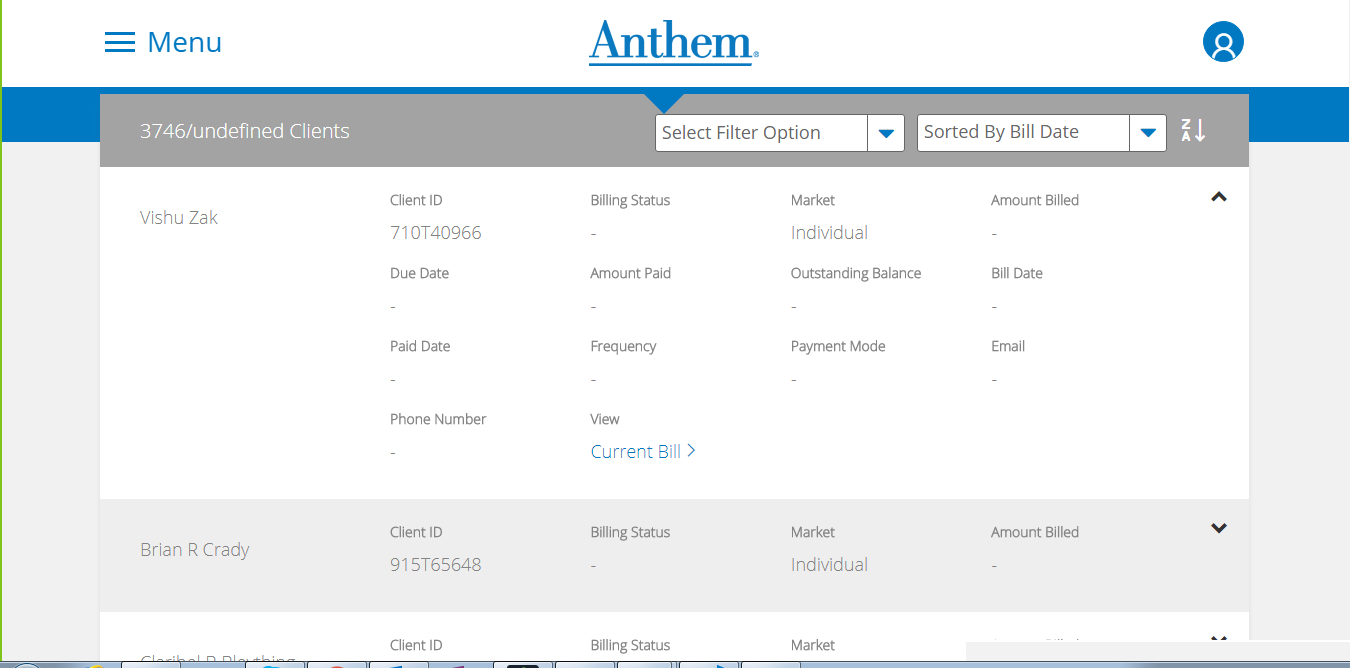 Menu
Anthem®
3746/undefined Clients
Select Filter Option
Sorted By Bill Date
Z
A
Vishu Zak
Client ID
Billing Status
Market
Amount Billed
710T40966
-
Individual
-
Due Date
Amount Paid
Outstanding Balance
Bill Date
-
-
-
-
Paid Date
Frequency
Payment Mode
Email
-
-
-
-
Phone Number
View
-
Current Bill >
Brian R Crady
Client ID
Billing Status
Market
Amount Billed
915T65648
-
Individual
-
Client ID
Billing Status
Market